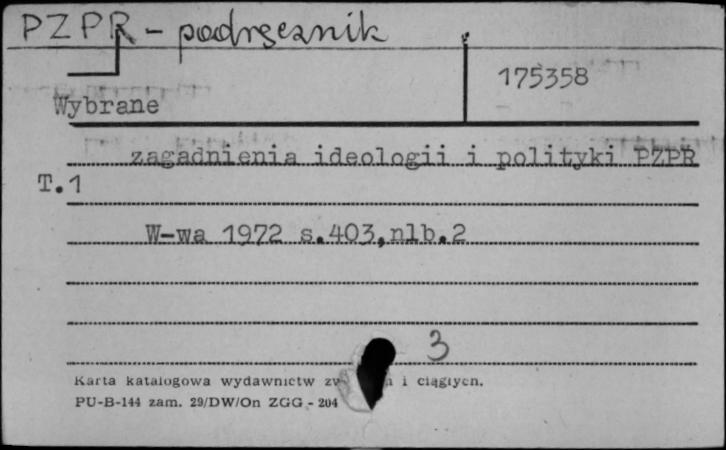 PZPR - podręcznik
175358
Wybrane
zagadnienia ideologii i polityki PZPR
T.1
W-wa 1972 s.403,nlb.2
3
Karta katalogowa wydawnictw i ciągłych.
PU-B-144 zam. 29/DW/On ZGG - 204